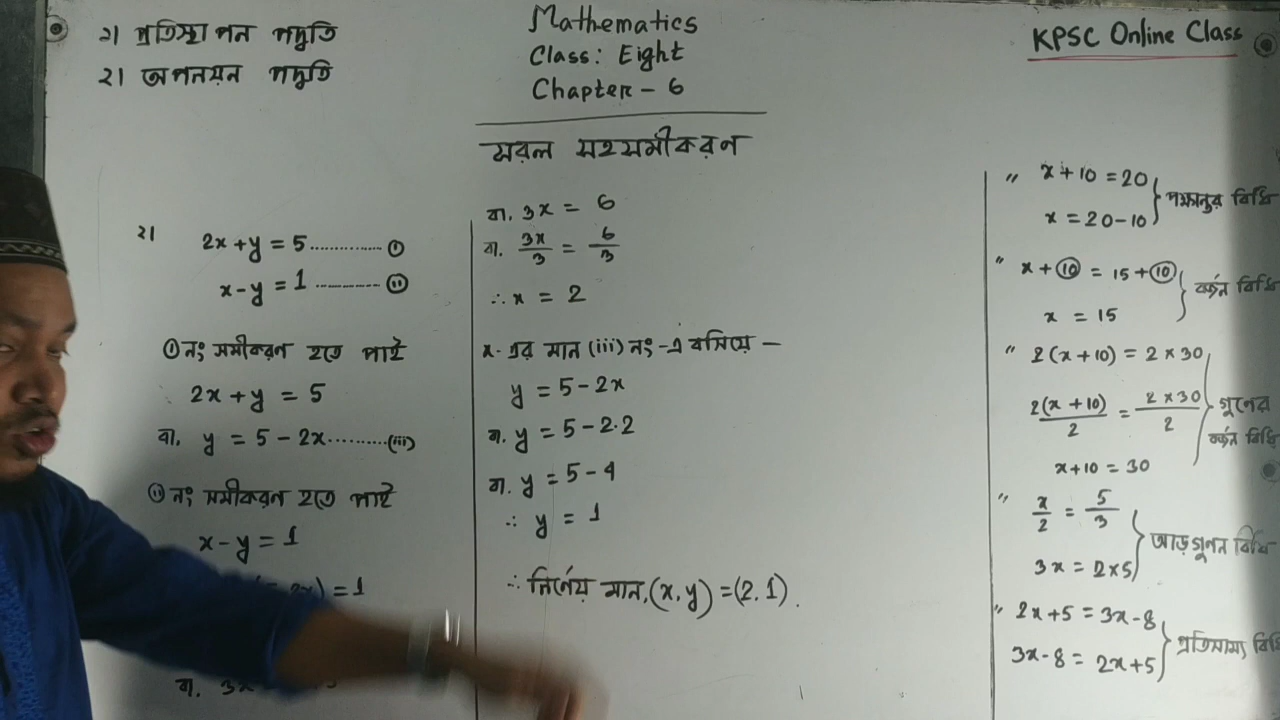 ১। প্রতিস্থাপন পদ্ধতি
২। অপনয়ন পদ্ধতি
Mathematics
Class: Eight
Chapter - 6
KPSC Online Class
সরল সহসমীকরণ
২।
2x + y = 5 .............. (i)
x - y = 1 ............ (ii)
(i) নং সমীকরণ হতে পাই
2x + y = 5
বা, y = 5 - 2x ......... (iii)
(ii) নং সমীকরণ হতে পাই
x - y = 1
) = 1
বা, 3x
বা, 3x = 6
বা, 3x/3 = 6/3
∴ x = 2
x-এর মান (iii) নং-এ বসিয়ে —
y = 5 - 2x
বা, y = 5 - 2.2
বা, y = 5 - 4
∴ y = 1
∴ নির্ণেয় মান, (x, y) = (2, 1).
" x + 10 = 20
x = 20 - 10 } পক্ষান্তর বিধি
" x + 10 = 15 + 10
x = 15 } বর্জন বিধি
" 2(x + 10) = 2 × 30
2(x + 10)/2 = 2 × 30/2 } গুনের বর্জন বিধি
x + 10 = 30
" x/2 = 5/3
3x = 2×5 } আড়গুনন বিধি
" 2x + 5 = 3x - 8
3x - 8 = 2x + 5 } প্রতিসাম্য বিধি